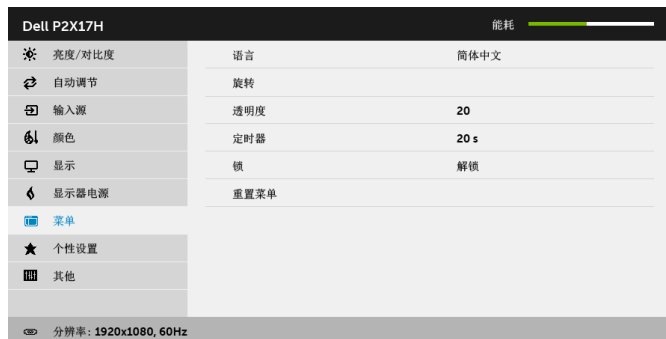 Dell P2X17H 能耗
亮度/对比度 语言 简体中文
自动调节 旋转
输入源 透明度 20
颜色 定时器 20 s
显示 锁 解锁
显示器电源 重置菜单
菜单
个性设置
其他
分辨率: 1920x1080, 60Hz